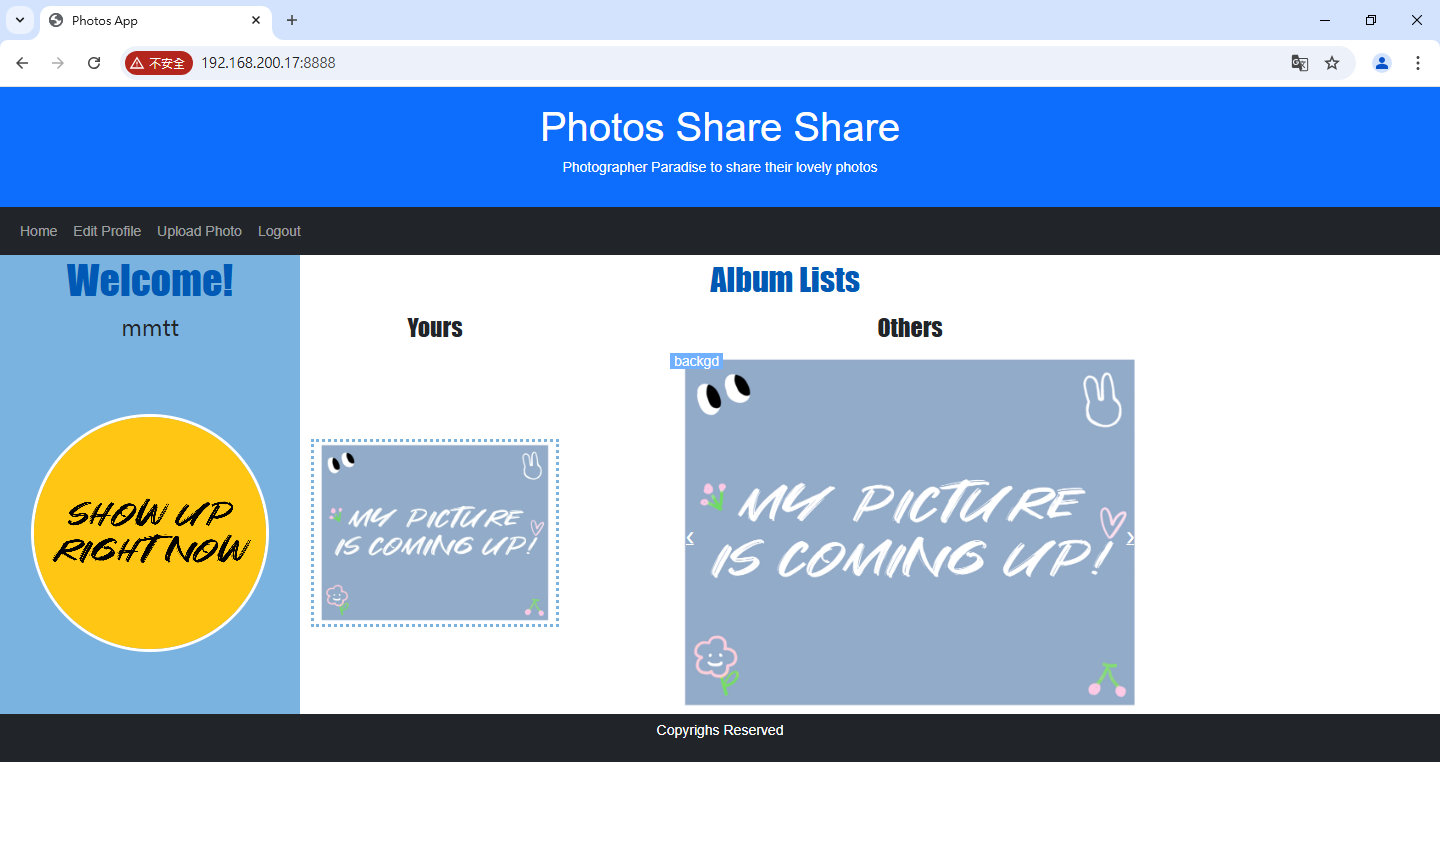 Photos App
不安全
192.168.200.17:8888
Photos Share Share
Photographer Paradise to share their lovely photos
Home Edit Profile Upload Photo Logout
Welcome!
mmtt
SHOW UP
RIGHT NOW
Album Lists
Yours
MY PICTURE
IS COMING UP!
Others
backgd
MY PICTURE
IS COMING UP!
‹ ›
Copyrighs Reserved